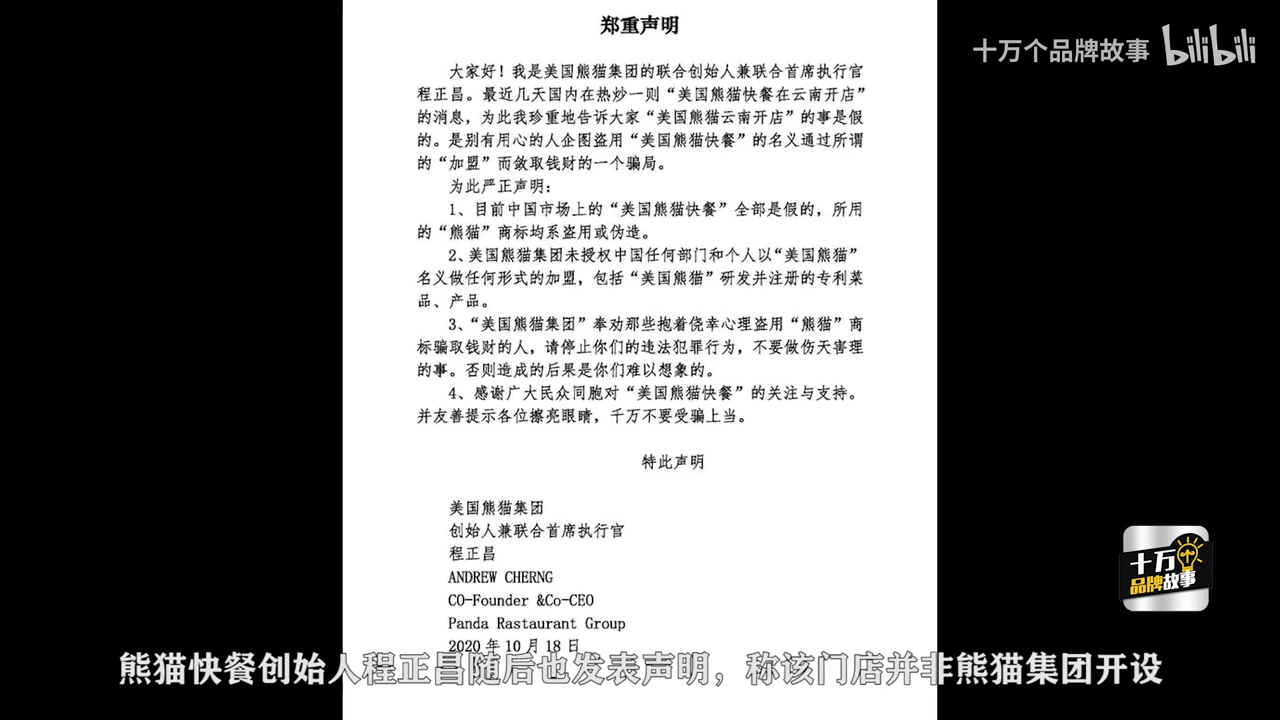 郑重声明
十万个品牌故事 bilibili
大家好！我是美国熊猫集团的联合创始人兼联合首席执行官
程正昌。最近几天国内在热炒一则“美国熊猫快餐在云南开店”
的消息，为此我珍重地告诉大家“美国熊猫云南开店”的事是假
的。是别有用心的人企图盗用“美国熊猫快餐”的名义通过所谓
的“加盟”而敛取钱财的一个骗局。
为此严正声明：
1、目前中国市场上的“美国熊猫快餐”全部是假的，所用
的“熊猫”商标均系盗用或伪造。
2、美国熊猫集团未授权中国任何部门和个人以“美国熊猫”
名义做任何形式的加盟，包括“美国熊猫”研发并注册的专利菜
品、产品。
3、“美国熊猫集团”奉劝那些抱着侥幸心理盗用“熊猫”商
标骗取钱财的人，请停止你们的违法犯罪行为，不要做伤天害理
的事。否则造成的后果是你们难以想象的。
4、感谢广大民众同胞对“美国熊猫快餐”的关注与支持。
并友善提示各位擦亮眼睛，千万不要受骗上当。
特此声明
美国熊猫集团
创始人兼联合首席执行官
程正昌
ANDREW CHERNG
CO-Founder &Co-CEO
Panda Rastaurant Group
2020 年 10 月 18 日
十万个
品牌故事
熊猫快餐创始人程正昌随后也发表声明，称该门店并非熊猫集团开设